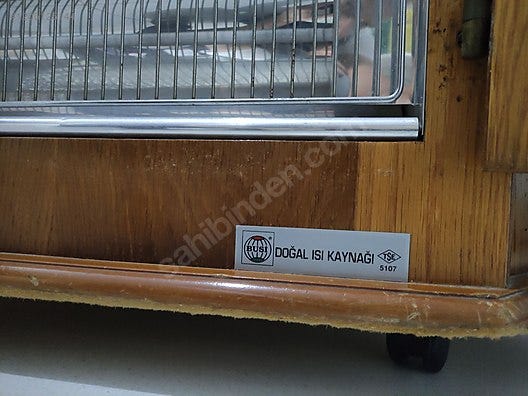 sahibinden.com
BUSİ ® DOĞAL ISI KAYNAĞI TSE
5107